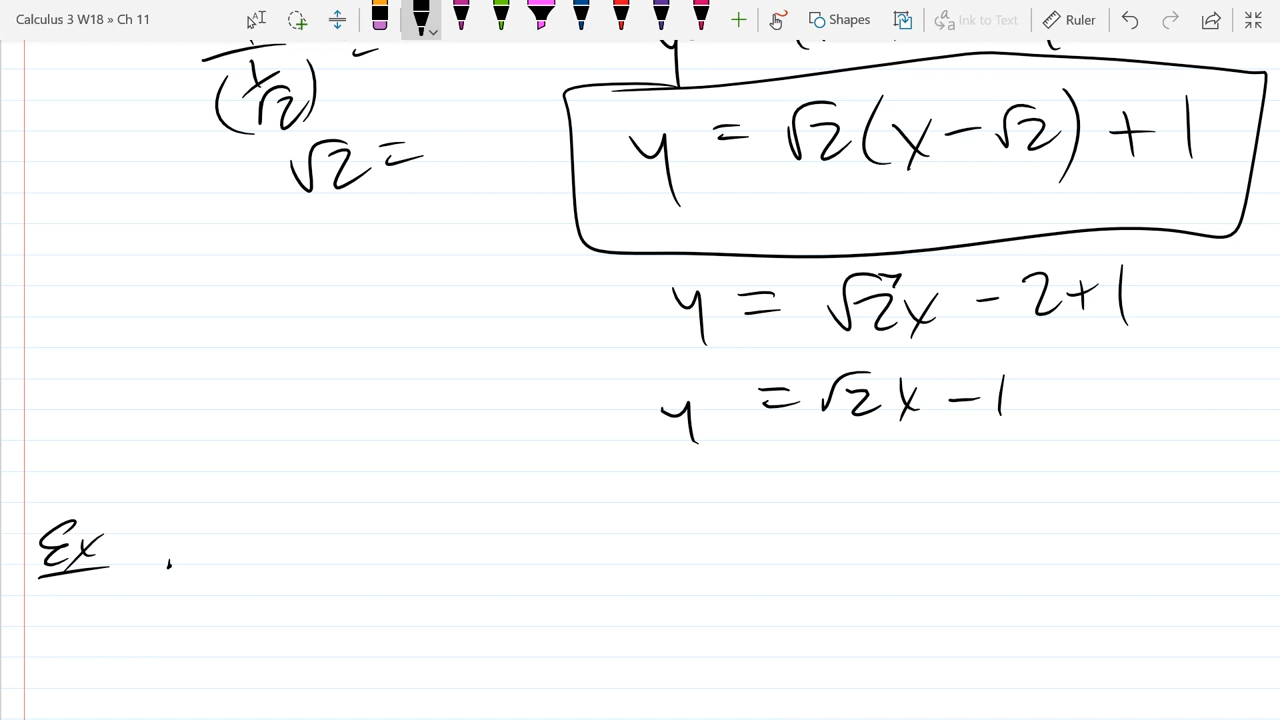 Calculus 3 W18 » Ch 11
Shapes
Ink to Text
Ruler
(1/√2)
√2 =
y = √2(x - √2) + 1
y = √2x - 2 + 1
y = √2x - 1
Ex .